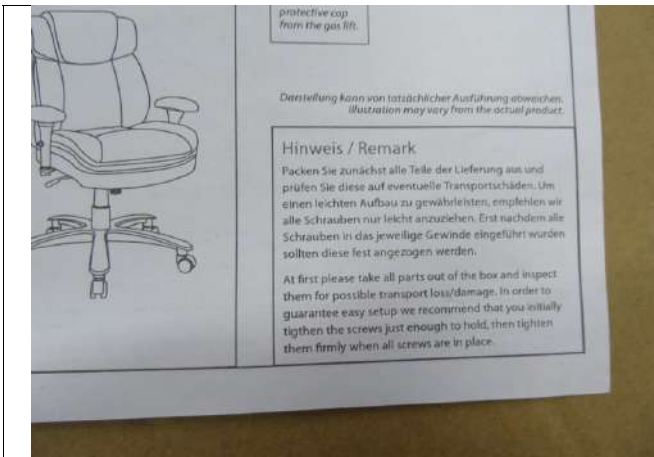 protective cap
from the gas lift.
Darstellung kann von tatsächlicher Ausführung abweichen.
Illustration may vary from the actual product.
Hinweis / Remark
Packen Sie zunächst alle Teile der Lieferung aus und
prüfen Sie diese auf eventuelle Transportschäden. Um
einen leichten Aufbau zu gewährleisten, empfehlen wir
alle Schrauben nur leicht anzuziehen. Erst nachdem alle
Schrauben in das jeweilige Gewinde eingeführt wurden
sollten diese fest angezogen werden.
At first please take all parts out of the box and inspect
them for possible transport loss/damage. In order to
guarantee easy setup we recommend that you initially
tigthen the screws just enough to hold, then tighten
them firmly when all screws are in place.